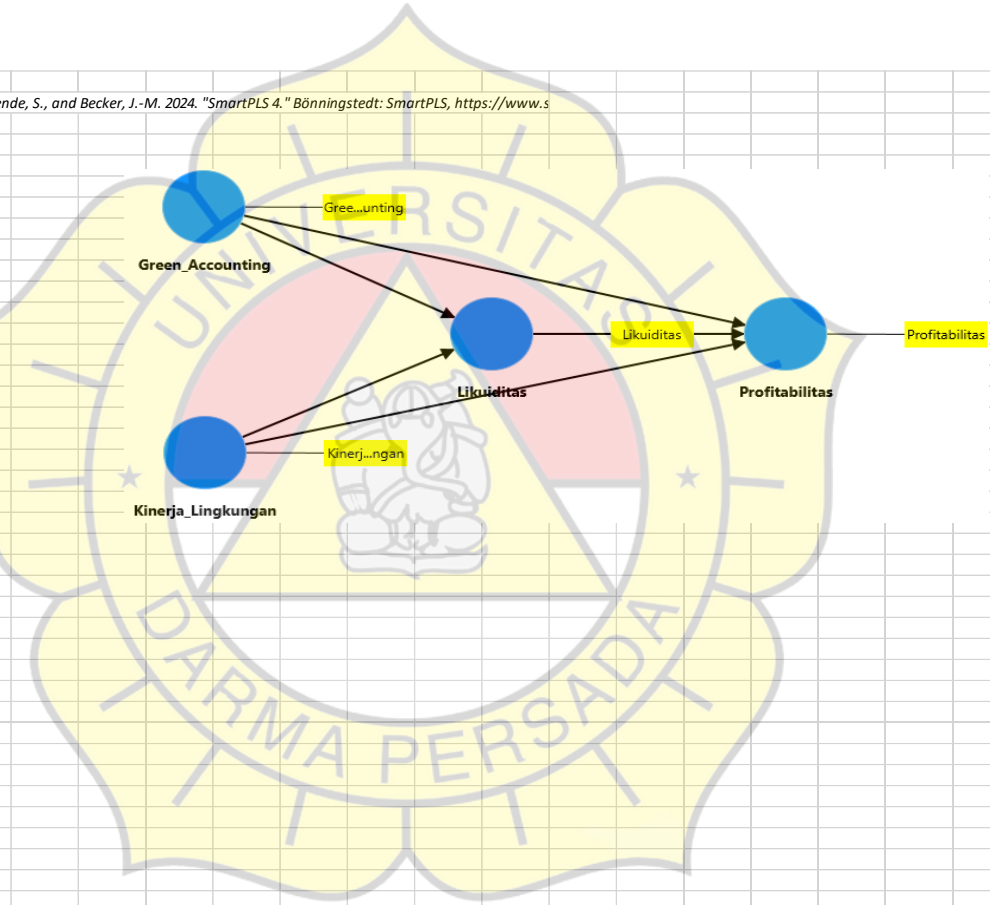 ende, S., and Becker, J.-M. 2024. "SmartPLS 4." Bönningstedt: SmartPLS, https://www.s
Gree...unting
Green_Accounting
UNIVERSITAS
Likuiditas
Profitabilitas
Likuiditas
Profitabilitas
Kinerj...ngan
Kinerja_Lingkungan
DARMA PERSADA